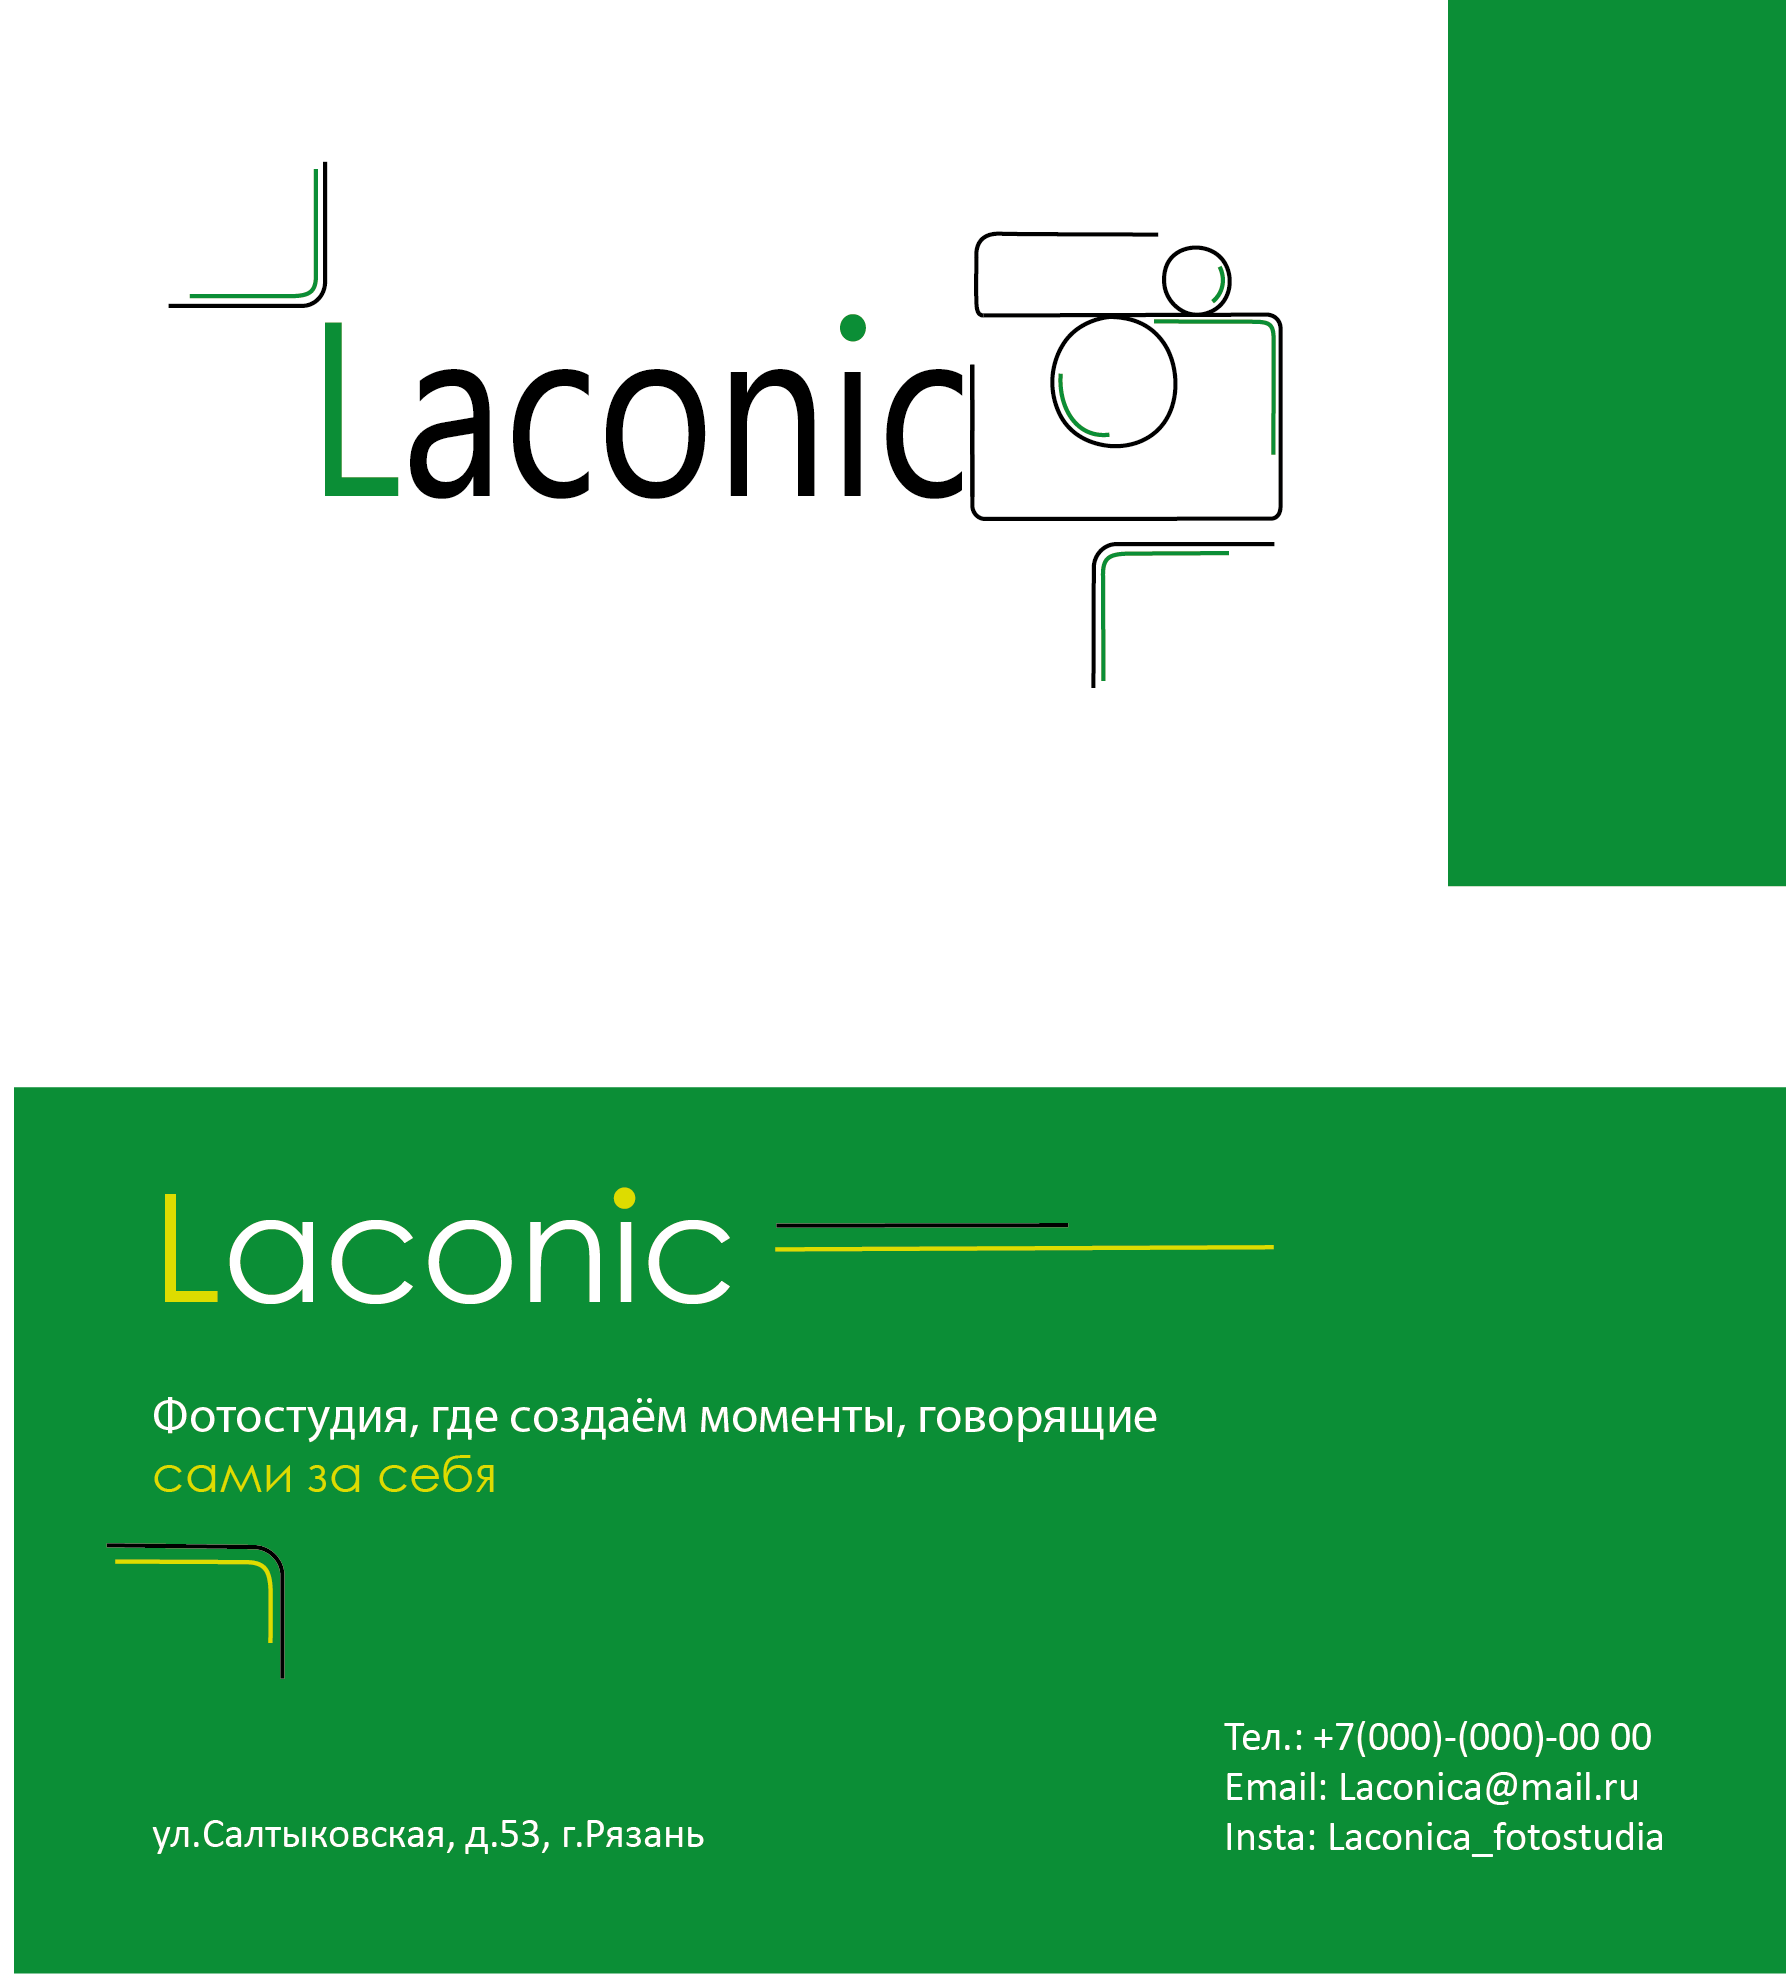 Laconic
Laconic
Фотостудия, где создаём моменты, говорящие
сами за себя
ул.Салтыковская, д.53, г.Рязань
Тел.: +7(000)-(000)-00 00
Email: Laconica@mail.ru
Insta: Laconica_fotostudia